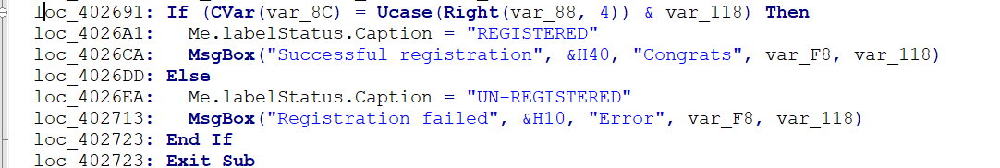 loc_402691: If (CVar(var_8C) = Ucase(Right(var_88, 4)) & var_118) Then
loc_4026A1:   Me.labelStatus.Caption = "REGISTERED"
loc_4026CA:   MsgBox("Successful registration", &H40, "Congrats", var_F8, var_118)
loc_4026DD: Else
loc_4026EA:   Me.labelStatus.Caption = "UN-REGISTERED"
loc_402713:   MsgBox("Registration failed", &H10, "Error", var_F8, var_118)
loc_402723: End If
loc_402723: Exit Sub